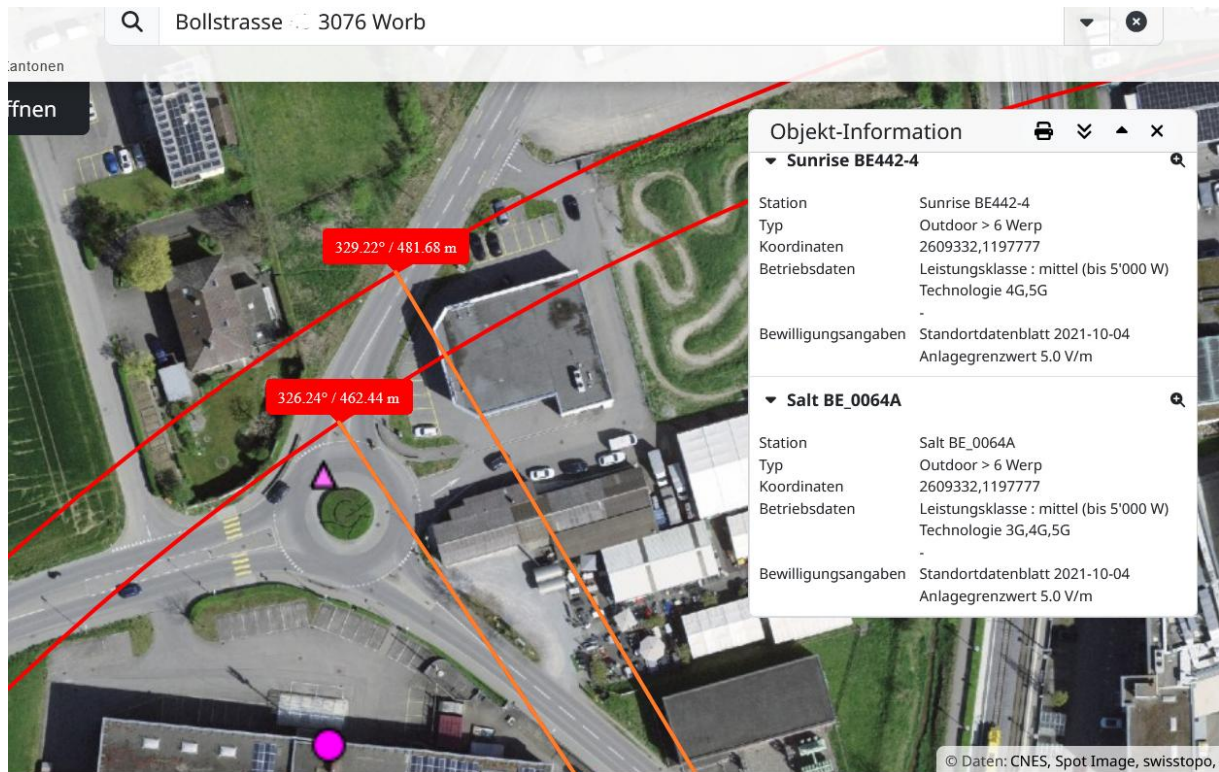 Bollstrasse 3076 Worb
Kantonen
ffnen
Objekt-Information
Sunrise BE442-4
Station Sunrise BE442-4
Typ Outdoor > 6 Werp
Koordinaten 2609332,1197777
Betriebsdaten Leistungsklasse : mittel (bis 5'000 W)
Technologie 4G,5G
-
Bewilligungsangaben Standortdatenblatt 2021-10-04
Anlagegrenzwert 5.0 V/m
Salt BE_0064A
Station Salt BE_0064A
Typ Outdoor > 6 Werp
Koordinaten 2609332,1197777
Betriebsdaten Leistungsklasse : mittel (bis 5'000 W)
Technologie 3G,4G,5G
-
Bewilligungsangaben Standortdatenblatt 2021-10-04
Anlagegrenzwert 5.0 V/m
329.22° / 481.68 m
326.24° / 462.44 m
© Daten: CNES, Spot Image, swisstopo,